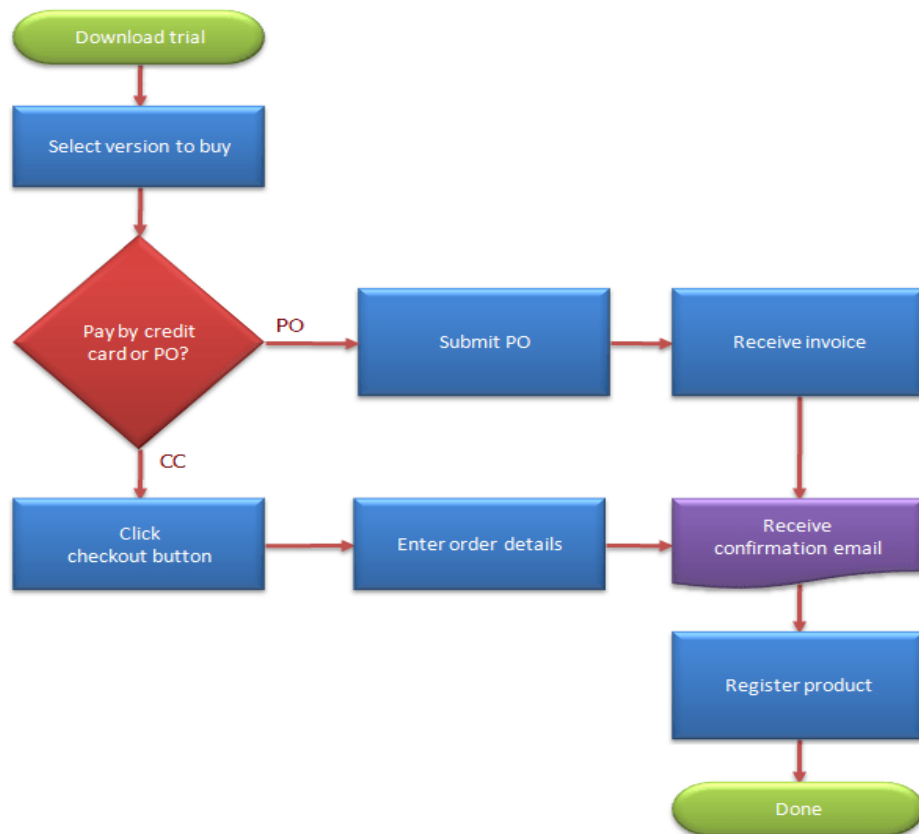 Download trial
Select version to buy
Pay by credit
card or PO?
PO
Submit PO
Receive invoice
CC
Click
checkout button
Enter order details
Receive
confirmation email
Register product
Done